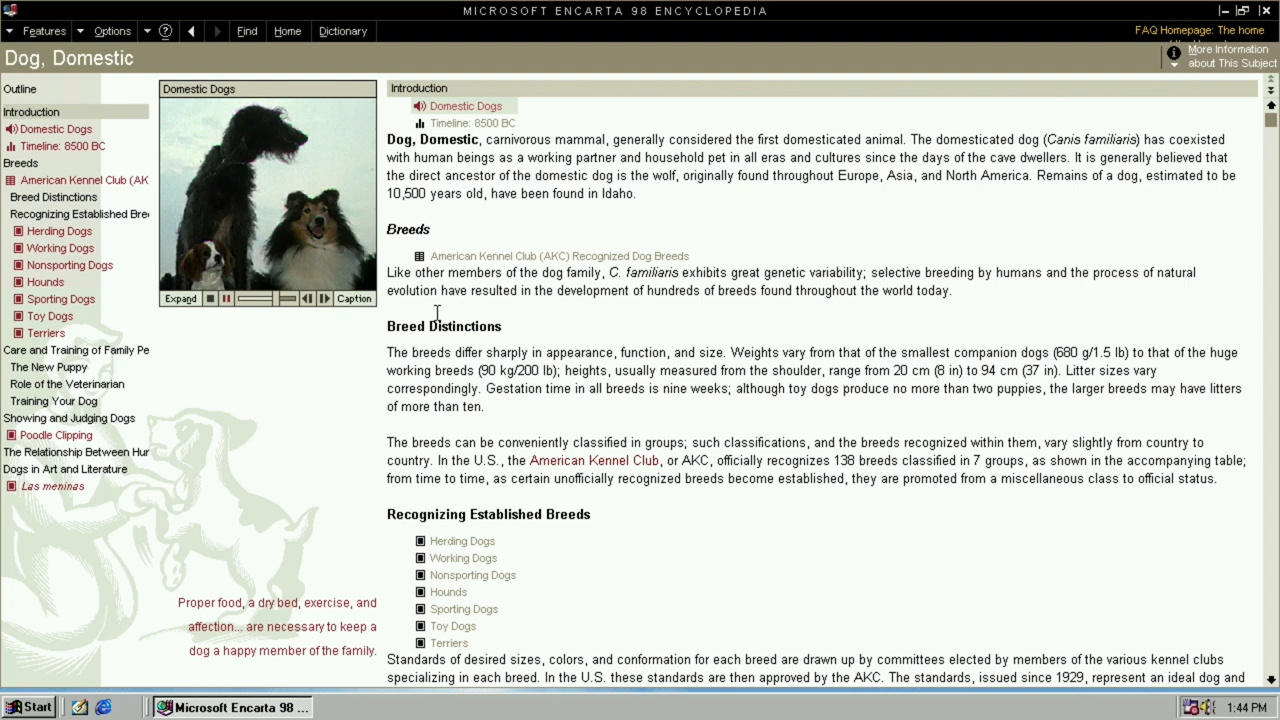 MICROSOFT ENCARTA 98 ENCYCLOPEDIA
Features Options ? Find Home Dictionary
FAQ Homepage: The home
Dog, Domestic
More Information
about This Subject
Outline
Introduction
Domestic Dogs
Timeline: 8500 BC
Breeds
American Kennel Club (AK
Breed Distinctions
Recognizing Established Bre
Herding Dogs
Working Dogs
Nonsporting Dogs
Hounds
Sporting Dogs
Toy Dogs
Terriers
Care and Training of Family Pe
The New Puppy
Role of the Veterinarian
Training Your Dog
Showing and Judging Dogs
Poodle Clipping
The Relationship Between Hur
Dogs in Art and Literature
Las meninas
Domestic Dogs
Expand Caption
Proper food, a dry bed, exercise, and
affection... are necessary to keep a
dog a happy member of the family.
Introduction
Domestic Dogs
Timeline: 8500 BC
Dog, Domestic, carnivorous mammal, generally considered the first domesticated animal. The domesticated dog (Canis familiaris) has coexisted
with human beings as a working partner and household pet in all eras and cultures since the days of the cave dwellers. It is generally believed that
the direct ancestor of the domestic dog is the wolf, originally found throughout Europe, Asia, and North America. Remains of a dog, estimated to be
10,500 years old, have been found in Idaho.
Breeds
American Kennel Club (AKC) Recognized Dog Breeds
Like other members of the dog family, C. familiaris exhibits great genetic variability; selective breeding by humans and the process of natural
evolution have resulted in the development of hundreds of breeds found throughout the world today.
Breed Distinctions
The breeds differ sharply in appearance, function, and size. Weights vary from that of the smallest companion dogs (680 g/1.5 lb) to that of the huge
working breeds (90 kg/200 lb); heights, usually measured from the shoulder, range from 20 cm (8 in) to 94 cm (37 in). Litter sizes vary
correspondingly. Gestation time in all breeds is nine weeks; although toy dogs produce no more than two puppies, the larger breeds may have litters
of more than ten.
The breeds can be conveniently classified in groups; such classifications, and the breeds recognized within them, vary slightly from country to
country. In the U.S., the American Kennel Club, or AKC, officially recognizes 138 breeds classified in 7 groups, as shown in the accompanying table;
from time to time, as certain unofficially recognized breeds become established, they are promoted from a miscellaneous class to official status.
Recognizing Established Breeds
Herding Dogs
Working Dogs
Nonsporting Dogs
Hounds
Sporting Dogs
Toy Dogs
Terriers
Standards of desired sizes, colors, and conformation for each breed are drawn up by committees elected by members of the various kennel clubs
specializing in each breed. In the U.S. these standards are then approved by the AKC. The standards, issued since 1929, represent an ideal dog and
Start
Microsoft Encarta 98 ...
1:44 PM